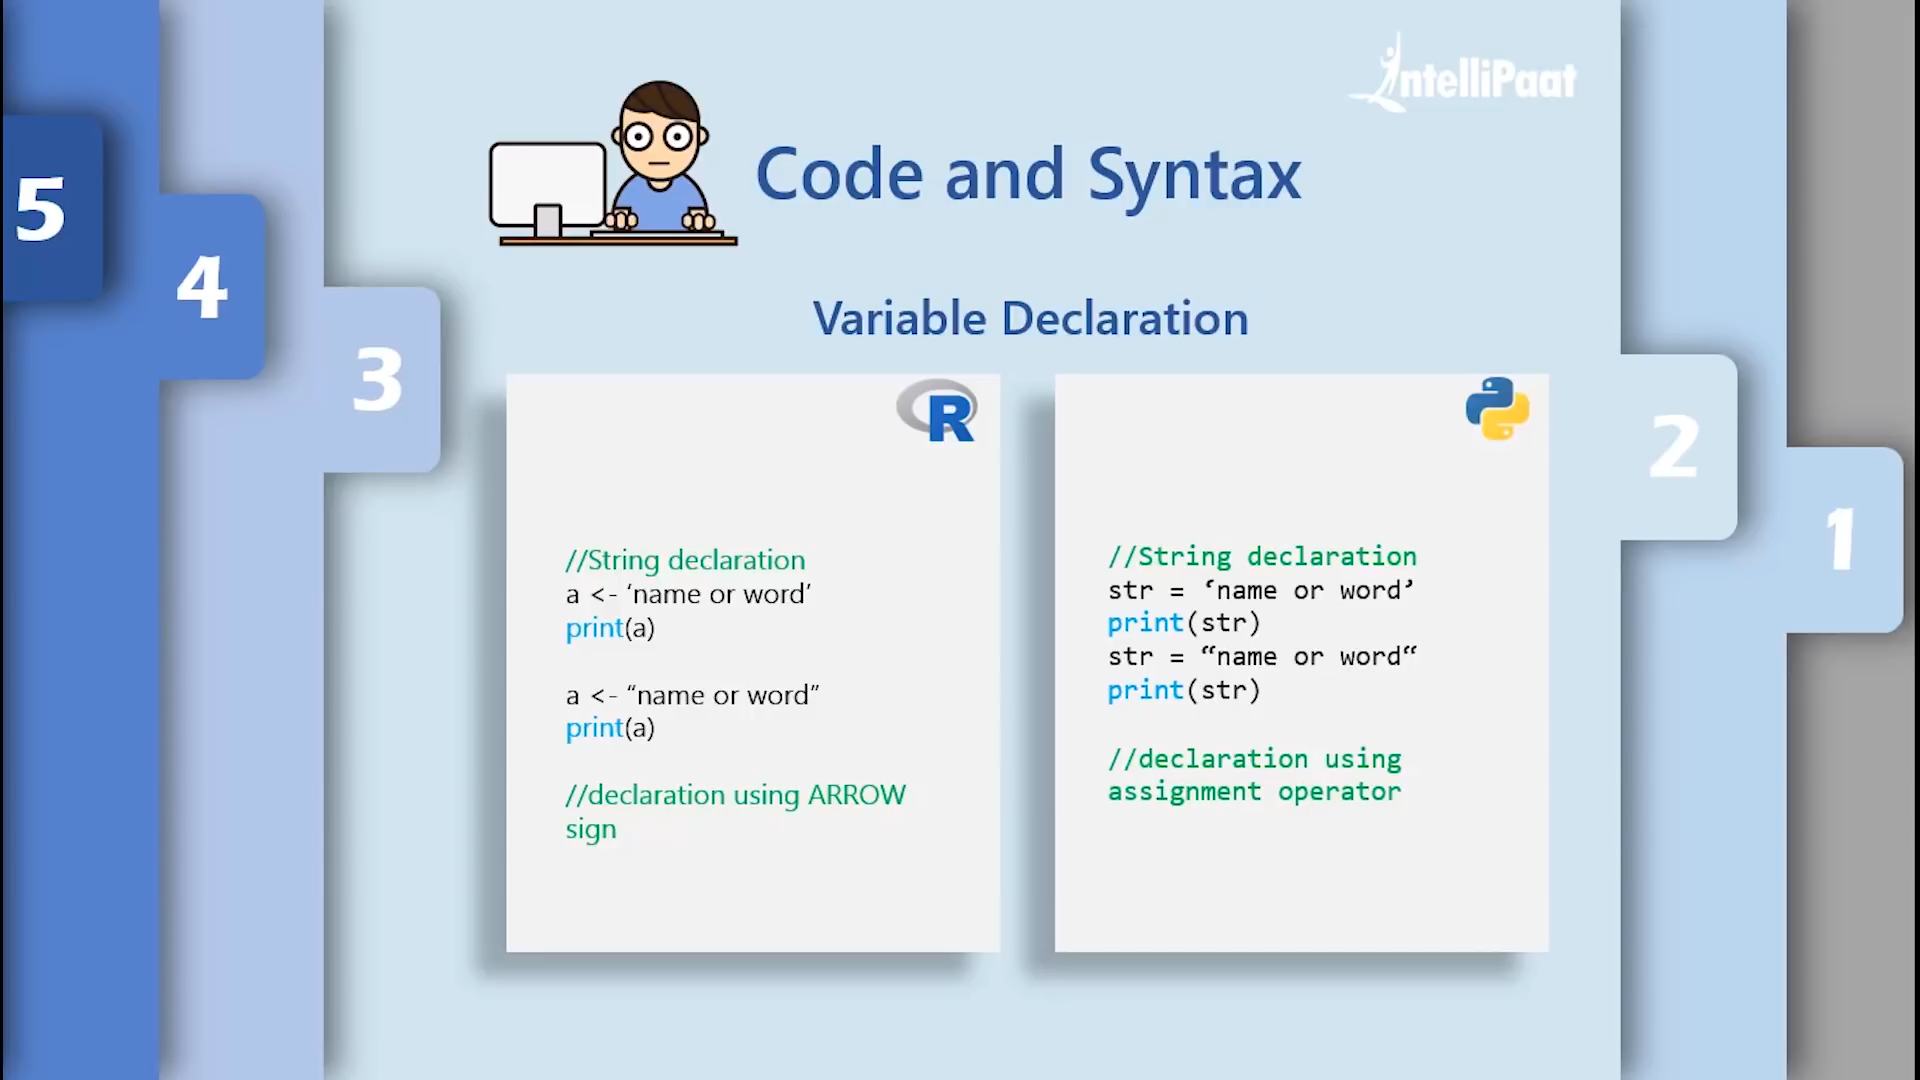 IntelliPaat
Code and Syntax
Variable Declaration
R
//String declaration
a <- ‘name or word’
print(a)
a <- “name or word”
print(a)
//declaration using ARROW
sign
//String declaration
str = ‘name or word’
print(str)
str = “name or word“
print(str)
//declaration using
assignment operator
5
4
3
2
1